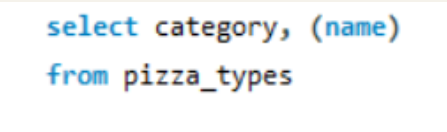 select category, (name)
from pizza_types